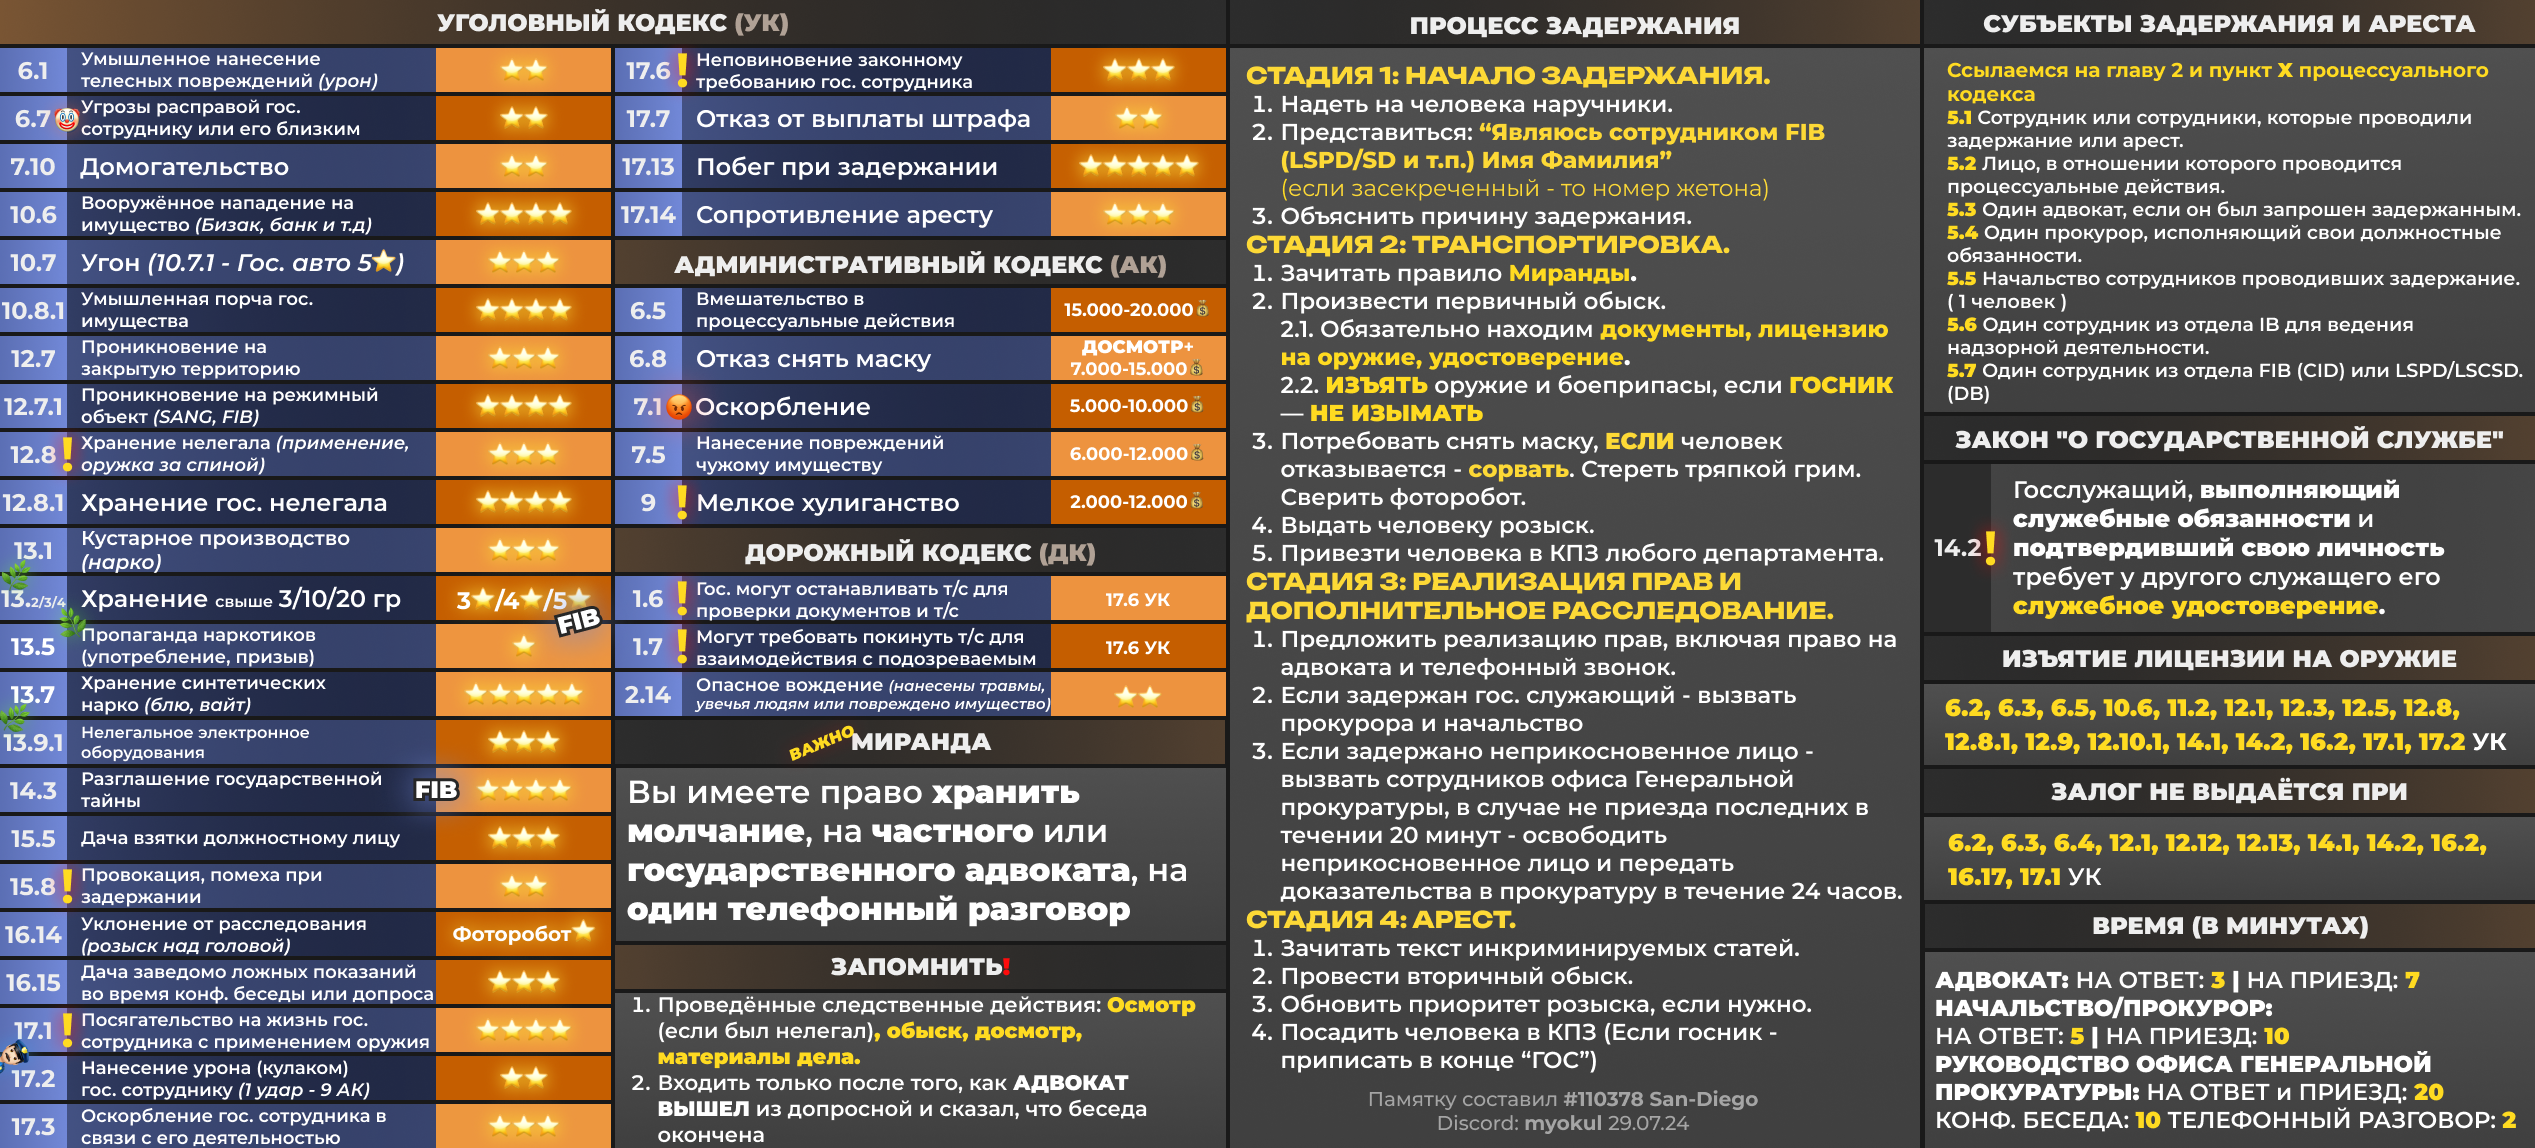 УГОЛОВНЫЙ КОДЕКС (УК)
6.1 Умышленное нанесение
телесных повреждений (урон)
6.7 Угрозы расправой гос.
сотруднику или его близким
7.10 Домогательство
10.6 Вооружённое нападение на
имущество (Бизак, банк и т.д)
10.7 Угон (10.7.1 - Гос. авто 5⭐)
10.8.1 Умышленная порча гос.
имущества
12.7 Проникновение на
закрытую территорию
12.7.1 Проникновение на режимный
объект (SANG, FIB)
12.8 Хранение нелегала (применение,
оружка за спиной)
12.8.1 Хранение гос. нелегала
13.1 Кустарное производство
(нарко)
13.2/3/4 Хранение свыше 3/10/20 гр 3⭐/4⭐/5⭐
FIB
13.5 Пропаганда наркотиков
(употребление, призыв)
13.7 Хранение синтетических
нарко (блю, вайт)
13.9.1 Нелегальное электронное
оборудования
14.3 Разглашение государственной
тайны
FIB
15.5 Дача взятки должностному лицу
15.8 Провокация, помеха при
задержании
16.14 Уклонение от расследования
(розыск над головой)
Фоторобот⭐
16.15 Дача заведомо ложных показаний
во время конф. беседы или допроса
17.1 Посягательство на жизнь гос.
сотрудника с применением оружия
17.2 Нанесение урона (кулаком)
гос. сотруднику (1 удар - 9 АК)
17.3 Оскорбление гос. сотрудника в
связи с его деятельностью
17.6 Неповиновение законному
требованию гос. сотрудника
17.7 Отказ от выплаты штрафа
17.13 Побег при задержании
17.14 Сопротивление аресту
АДМИНИСТРАТИВНЫЙ КОДЕКС (АК)
6.5 Вмешательство в
процессуальные действия
15.000-20.000
6.8 Отказ снять маску
ДОСМОТР+
7.000-15.000
7.1 Оскорбление 5.000-10.000
7.5 Нанесение повреждений
чужому имуществу
6.000-12.000
9 Мелкое хулиганство 2.000-12.000
ДОРОЖНЫЙ КОДЕКС (ДК)
1.6 Гос. могут останавливать т/с для
проверки документов и т/с
17.6 УК
1.7 Могут требовать покинуть т/с для
взаимодействия с подозреваемым
17.6 УК
2.14 Опасное вождение (нанесены травмы,
увечья людям или повреждено имущество)
ВАЖНО МИРАНДА
Вы имеете право хранить
молчание, на частного или
государственного адвоката, на
один телефонный разговор
ЗАПОМНИТЬ!
1. Проведённые следственные действия: Осмотр
(если был нелегал), обыск, досмотр,
материалы дела.
2. Входить только после того, как АДВОКАТ
ВЫШЕЛ из допросной и сказал, что беседа
окончена
ПРОЦЕСС ЗАДЕРЖАНИЯ
СТАДИЯ 1: НАЧАЛО ЗАДЕРЖАНИЯ.
1. Надеть на человека наручники.
2. Представиться: “Являюсь сотрудником FIB
(LSPD/SD и т.п.) Имя Фамилия”
(если засекреченный - то номер жетона)
3. Объяснить причину задержания.
СТАДИЯ 2: ТРАНСПОРТИРОВКА.
1. Зачитать правило Миранды.
2. Произвести первичный обыск.
2.1. Обязательно находим документы, лицензию
на оружие, удостоверение.
2.2. ИЗЪЯТЬ оружие и боеприпасы, если ГОСНИК
— НЕ ИЗЫМАТЬ
3. Потребовать снять маску, ЕСЛИ человек
отказывается - сорвать. Стереть тряпкой грим.
Сверить фоторобот.
4. Выдать человеку розыск.
5. Привезти человека в КПЗ любого департамента.
СТАДИЯ 3: РЕАЛИЗАЦИЯ ПРАВ И
ДОПОЛНИТЕЛЬНОЕ РАССЛЕДОВАНИЕ.
1. Предложить реализацию прав, включая право на
адвоката и телефонный звонок.
2. Если задержан гос. служающий - вызвать
прокурора и начальство
3. Если задержано неприкосновенное лицо -
вызвать сотрудников офиса Генеральной
прокуратуры, в случае не приезда последних в
течении 20 минут - освободить
неприкосновенное лицо и передать
доказательства в прокуратуру в течение 24 часов.
СТАДИЯ 4: АРЕСТ.
1. Зачитать текст инкриминируемых статей.
2. Провести вторичный обыск.
3. Обновить приоритет розыска, если нужно.
4. Посадить человека в КПЗ (Если госник -
приписать в конце “ГОС”)
Памятку составил #110378 San-Diego
Discord: myokul 29.07.24
СУБЪЕКТЫ ЗАДЕРЖАНИЯ И АРЕСТА
Ссылаемся на главу 2 и пункт X процессуального
кодекса
5.1 Сотрудник или сотрудники, которые проводили
задержание или арест.
5.2 Лицо, в отношении которого проводится
процессуальные действия.
5.3 Один адвокат, если он был запрошен задержанным.
5.4 Один прокурор, исполняющий свои должностные
обязанности.
5.5 Начальство сотрудников проводивших задержание.
( 1 человек )
5.6 Один сотрудник из отдела IB для ведения
надзорной деятельности.
5.7 Один сотрудник из отдела FIB (CID) или LSPD/LSCSD.
(DB)
ЗАКОН "О ГОСУДАРСТВЕННОЙ СЛУЖБЕ"
14.2 Госслужащий, выполняющий
служебные обязанности и
подтвердивший свою личность
требует у другого служащего его
служебное удостоверение.
ИЗЪЯТИЕ ЛИЦЕНЗИИ НА ОРУЖИЕ
6.2, 6.3, 6.5, 10.6, 11.2, 12.1, 12.3, 12.5, 12.8,
12.8.1, 12.9, 12.10.1, 14.1, 14.2, 16.2, 17.1, 17.2 УК
ЗАЛОГ НЕ ВЫДАЁТСЯ ПРИ
6.2, 6.3, 6.4, 12.1, 12.12, 12.13, 14.1, 14.2, 16.2,
16.17, 17.1 УК
ВРЕМЯ (В МИНУТАХ)
АДВОКАТ: НА ОТВЕТ: 3 | НА ПРИЕЗД: 7
НАЧАЛЬСТВО/ПРОКУРОР:
НА ОТВЕТ: 5 | НА ПРИЕЗД: 10
РУКОВОДСТВО ОФИСА ГЕНЕРАЛЬНОЙ
ПРОКУРАТУРЫ: НА ОТВЕТ и ПРИЕЗД: 20
КОНФ. БЕСЕДА: 10 ТЕЛЕФОННЫЙ РАЗГОВОР: 2